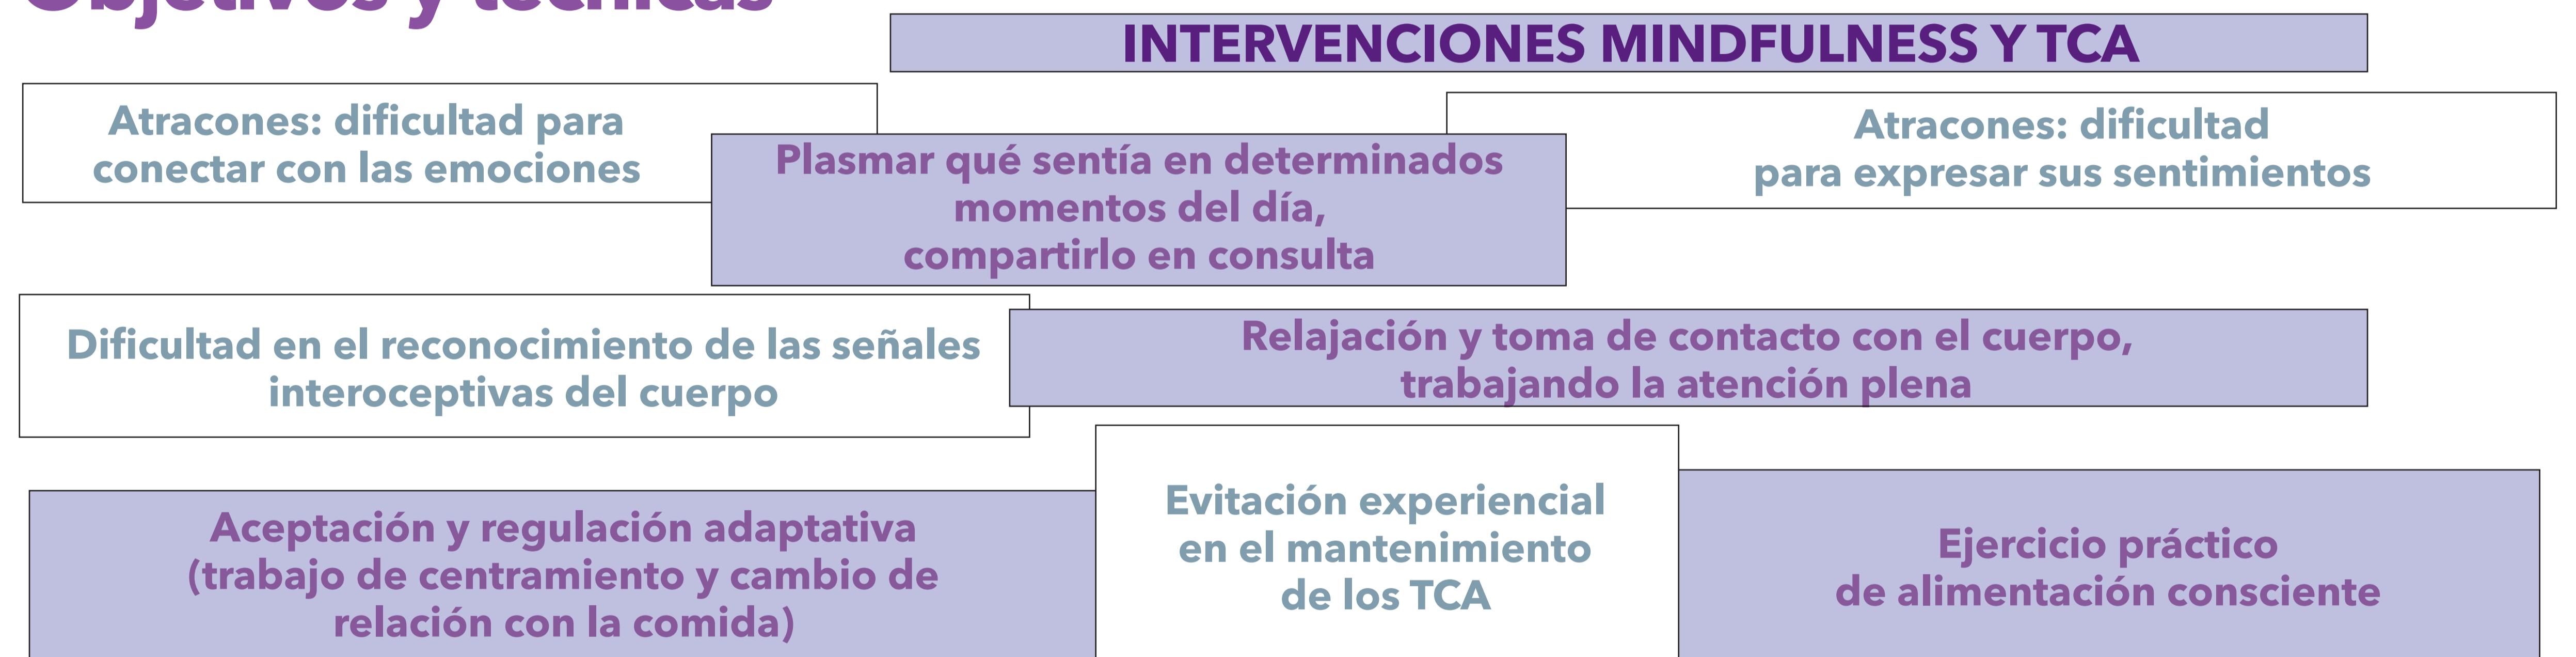 Objetivos y técnicas
INTERVENCIONES MINDFULNESS Y TCA
Atracones: dificultad para
conectar con las emociones
Plasmar qué sentía en determinados
momentos del día,
compartirlo en consulta
Atracones: dificultad
para expresar sus sentimientos
Dificultad en el reconocimiento de las señales
interoceptivas del cuerpo
Relajación y toma de contacto con el cuerpo,
trabajando la atención plena
Aceptación y regulación adaptativa
(trabajo de centramiento y cambio de
relación con la comida)
Evitación experiencial
en el mantenimiento
de los TCA
Ejercicio práctico
de alimentación consciente